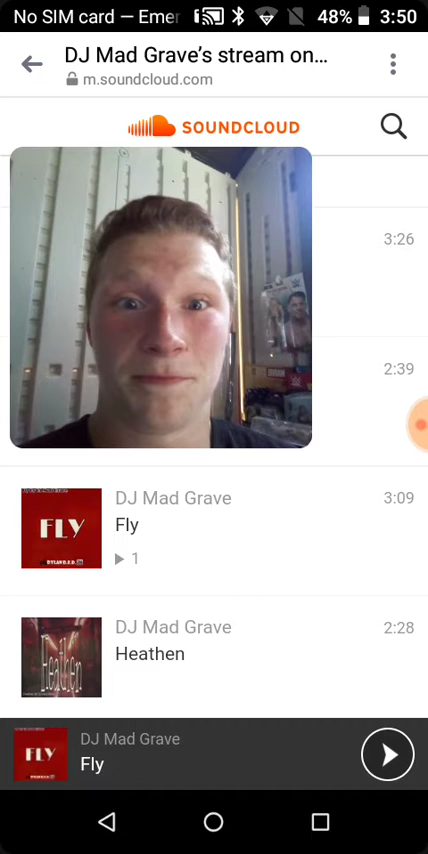 No SIM card — Emer
48% 3:50
DJ Mad Grave’s stream on…
m.soundcloud.com
SOUNDCLOUD
3:26
2:39
DJ Mad Grave
3:09
Fly
1
FLY
DJ Mad Grave
2:28
Heathen
Heathen
DJ Mad Grave
Fly
FLY